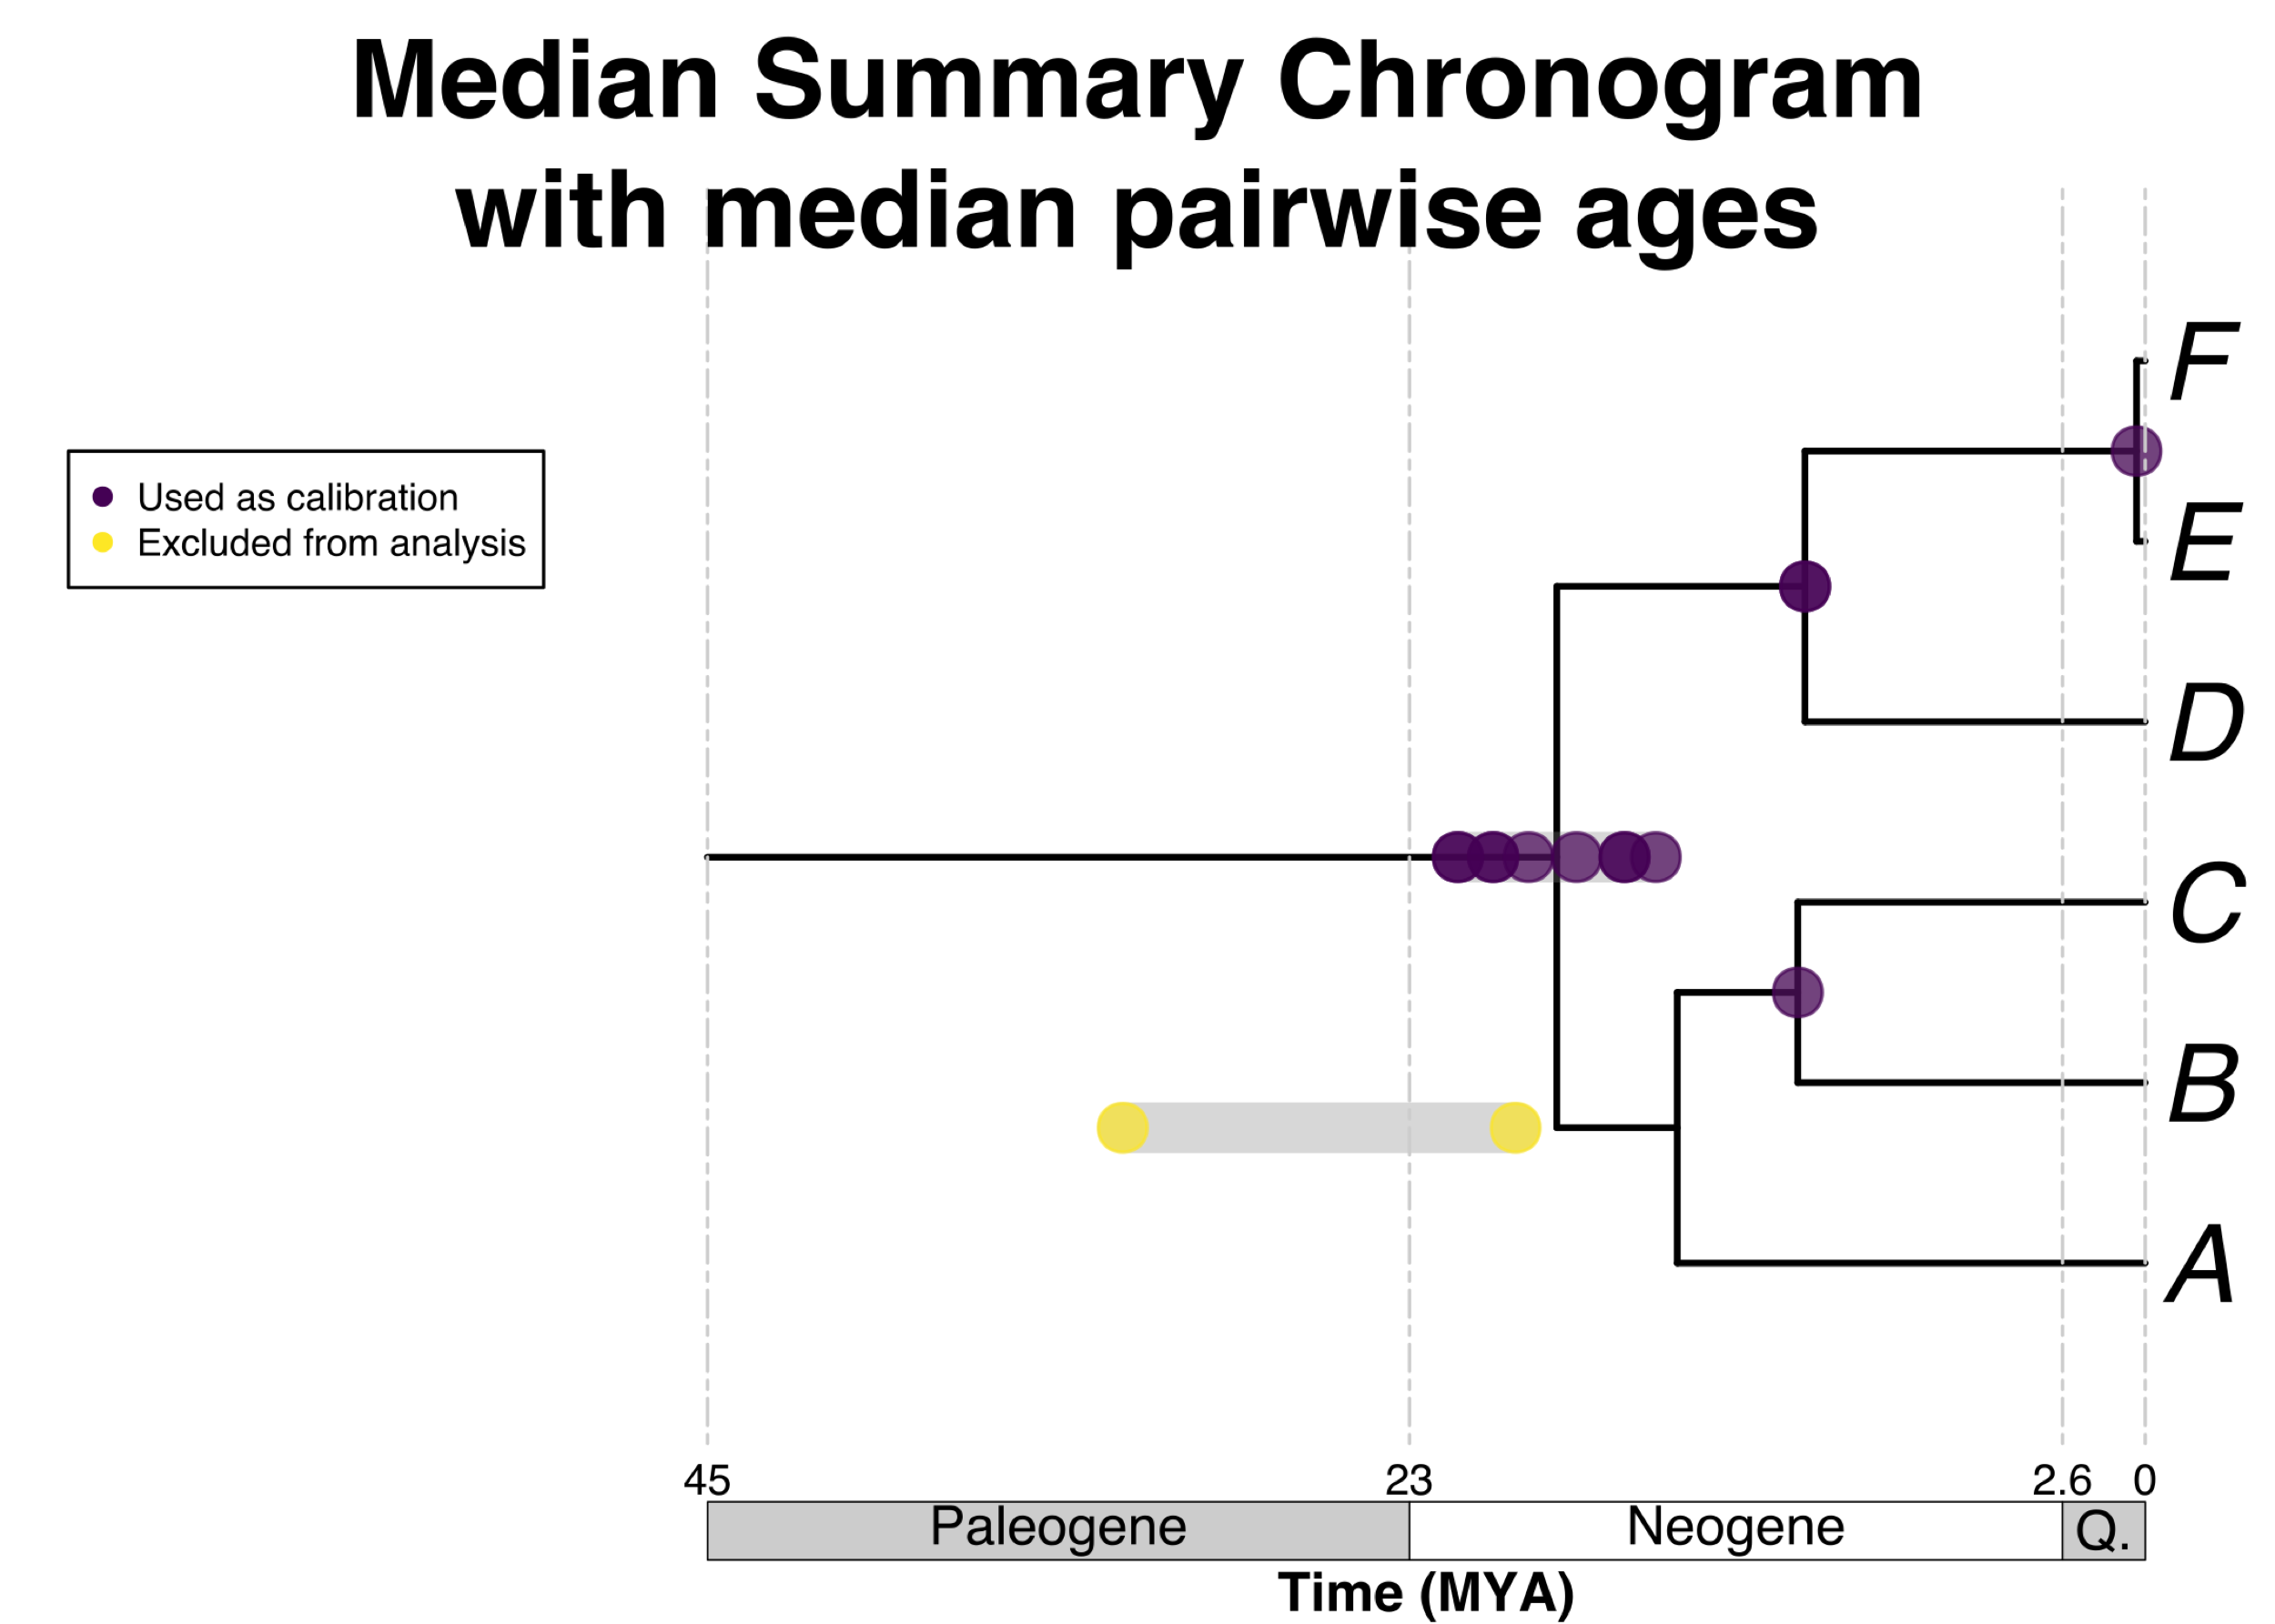 Median Summary Chronogram
with median pairwise ages
Used as calibration
Excluded from analysis
F
E
D
C
B
A
45 23 2.6 0
Paleogene Neogene Q.
Time (MYA)